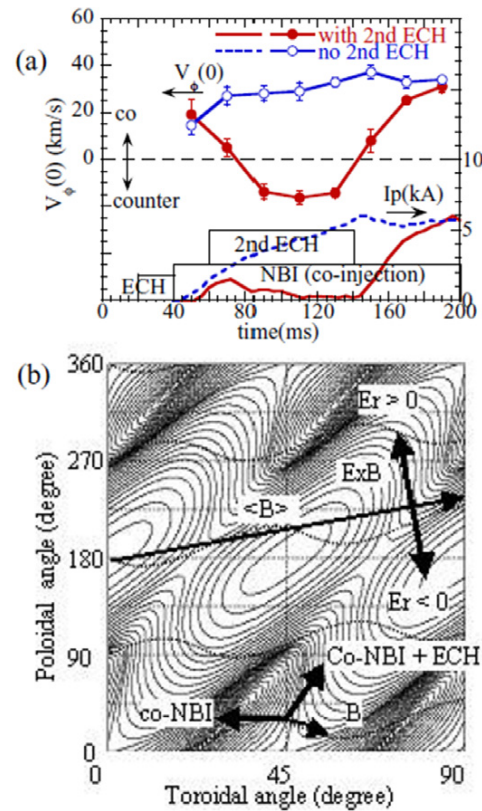 (a)
with 2nd ECH
no 2nd ECH
Vϕ(0)
Vϕ(0) (km/s)
60
40
20
0
10
5
0
co
counter
Ip(kA)
2nd ECH
ECH
NBI (co-injection)
0 40 80 120 160 200
time(ms)
(b)
Poloidal angle (degree)
360
270
180
90
0
Er > 0
ExB
<B>
Er < 0
Co-NBI + ECH
co-NBI
B
0 45 90
Toroidal angle (degree)